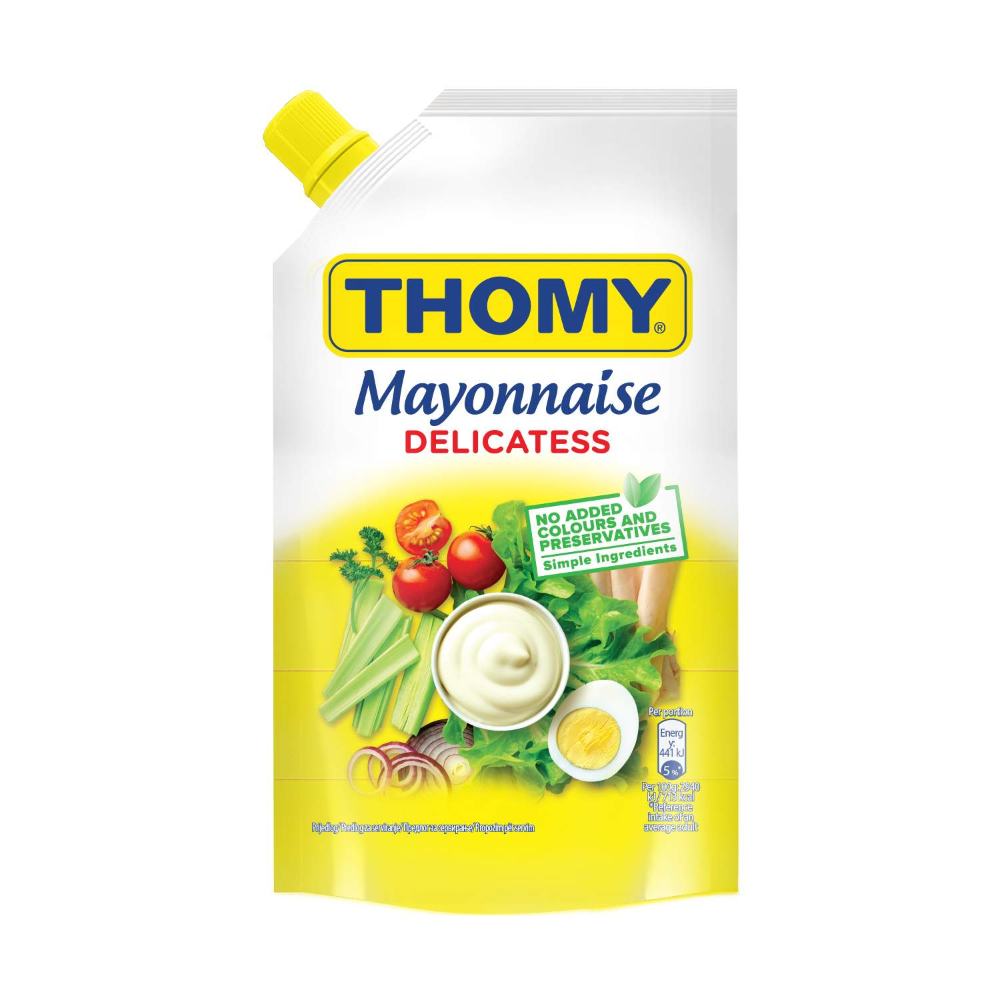 THOMY®
Mayonnaise
DELICATESS
NO ADDED
COLOURS AND
PRESERVATIVES
Simple Ingredients
Per portion
Energ
y:
441 kJ
5 %*
Per 100g: 2940
kJ / 713 kcal
*Reference
intake of an
average adult
Prijedlog/Predlog za serviranje/Предлог за сервирање/Propozim për servim